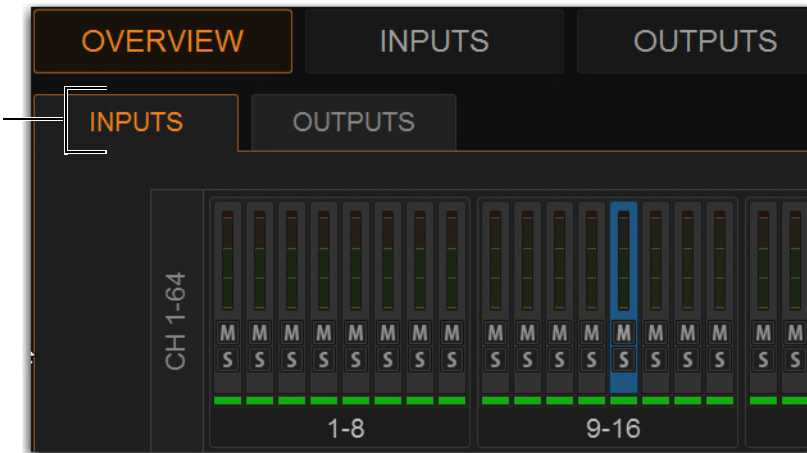 OVERVIEW INPUTS OUTPUTS
INPUTS OUTPUTS
CH 1-64
M M M M M M M M M M M M M M M M M M
S S S S S S S S S S S S S S S S S S
1-8 9-16